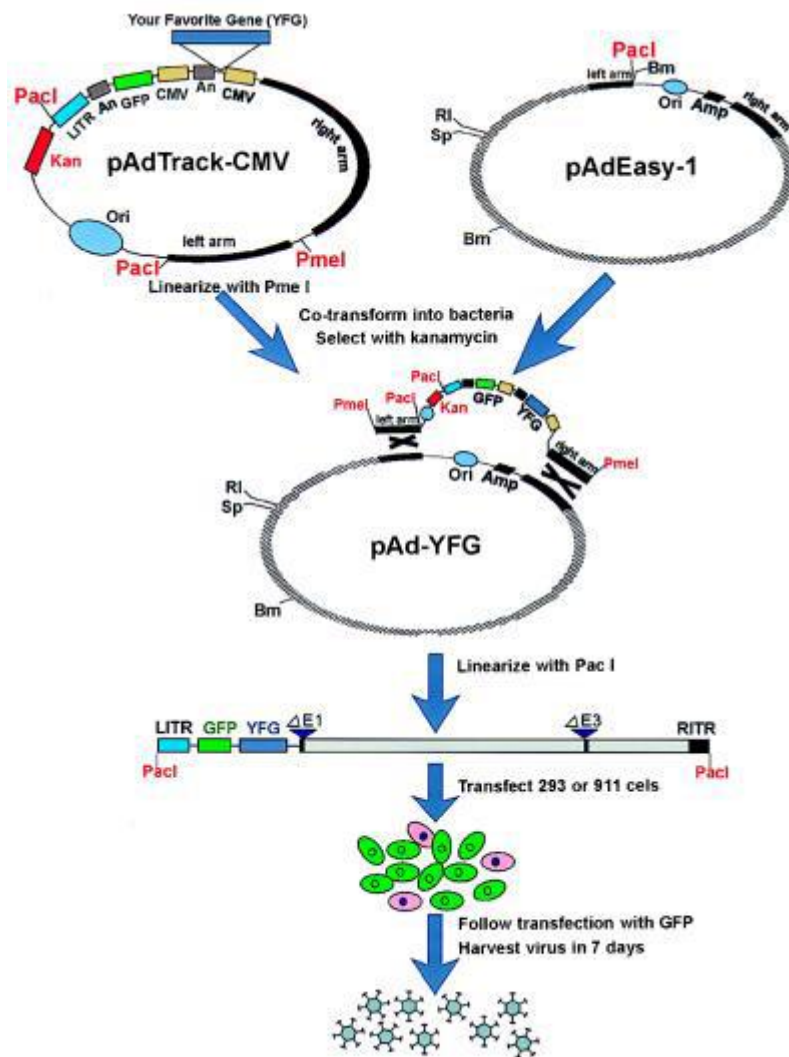 Your Favorite Gene (YFG)
PacI
LITR
An
GFP
CMV
An
CMV
right arm
Kan
pAdTrack-CMV
Ori
left arm
PacI
PmeI
Linearize with Pme I
PacI
left arm
Bm
Ori
Amp
right arm
RI
Sp
pAdEasy-1
Bm
Co-transform into bacteria
Select with kanamycin
PmeI
left arm
PacI
PacI
Kan
GFP
YFG
right arm
PmeI
RI
Sp
Ori
Amp
pAd-YFG
Bm
Linearize with Pac I
LITR GFP YFG △E1 △E3 RITR
PacI PacI
Transfect 293 or 911 cels
Follow transfection with GFP
Harvest virus in 7 days